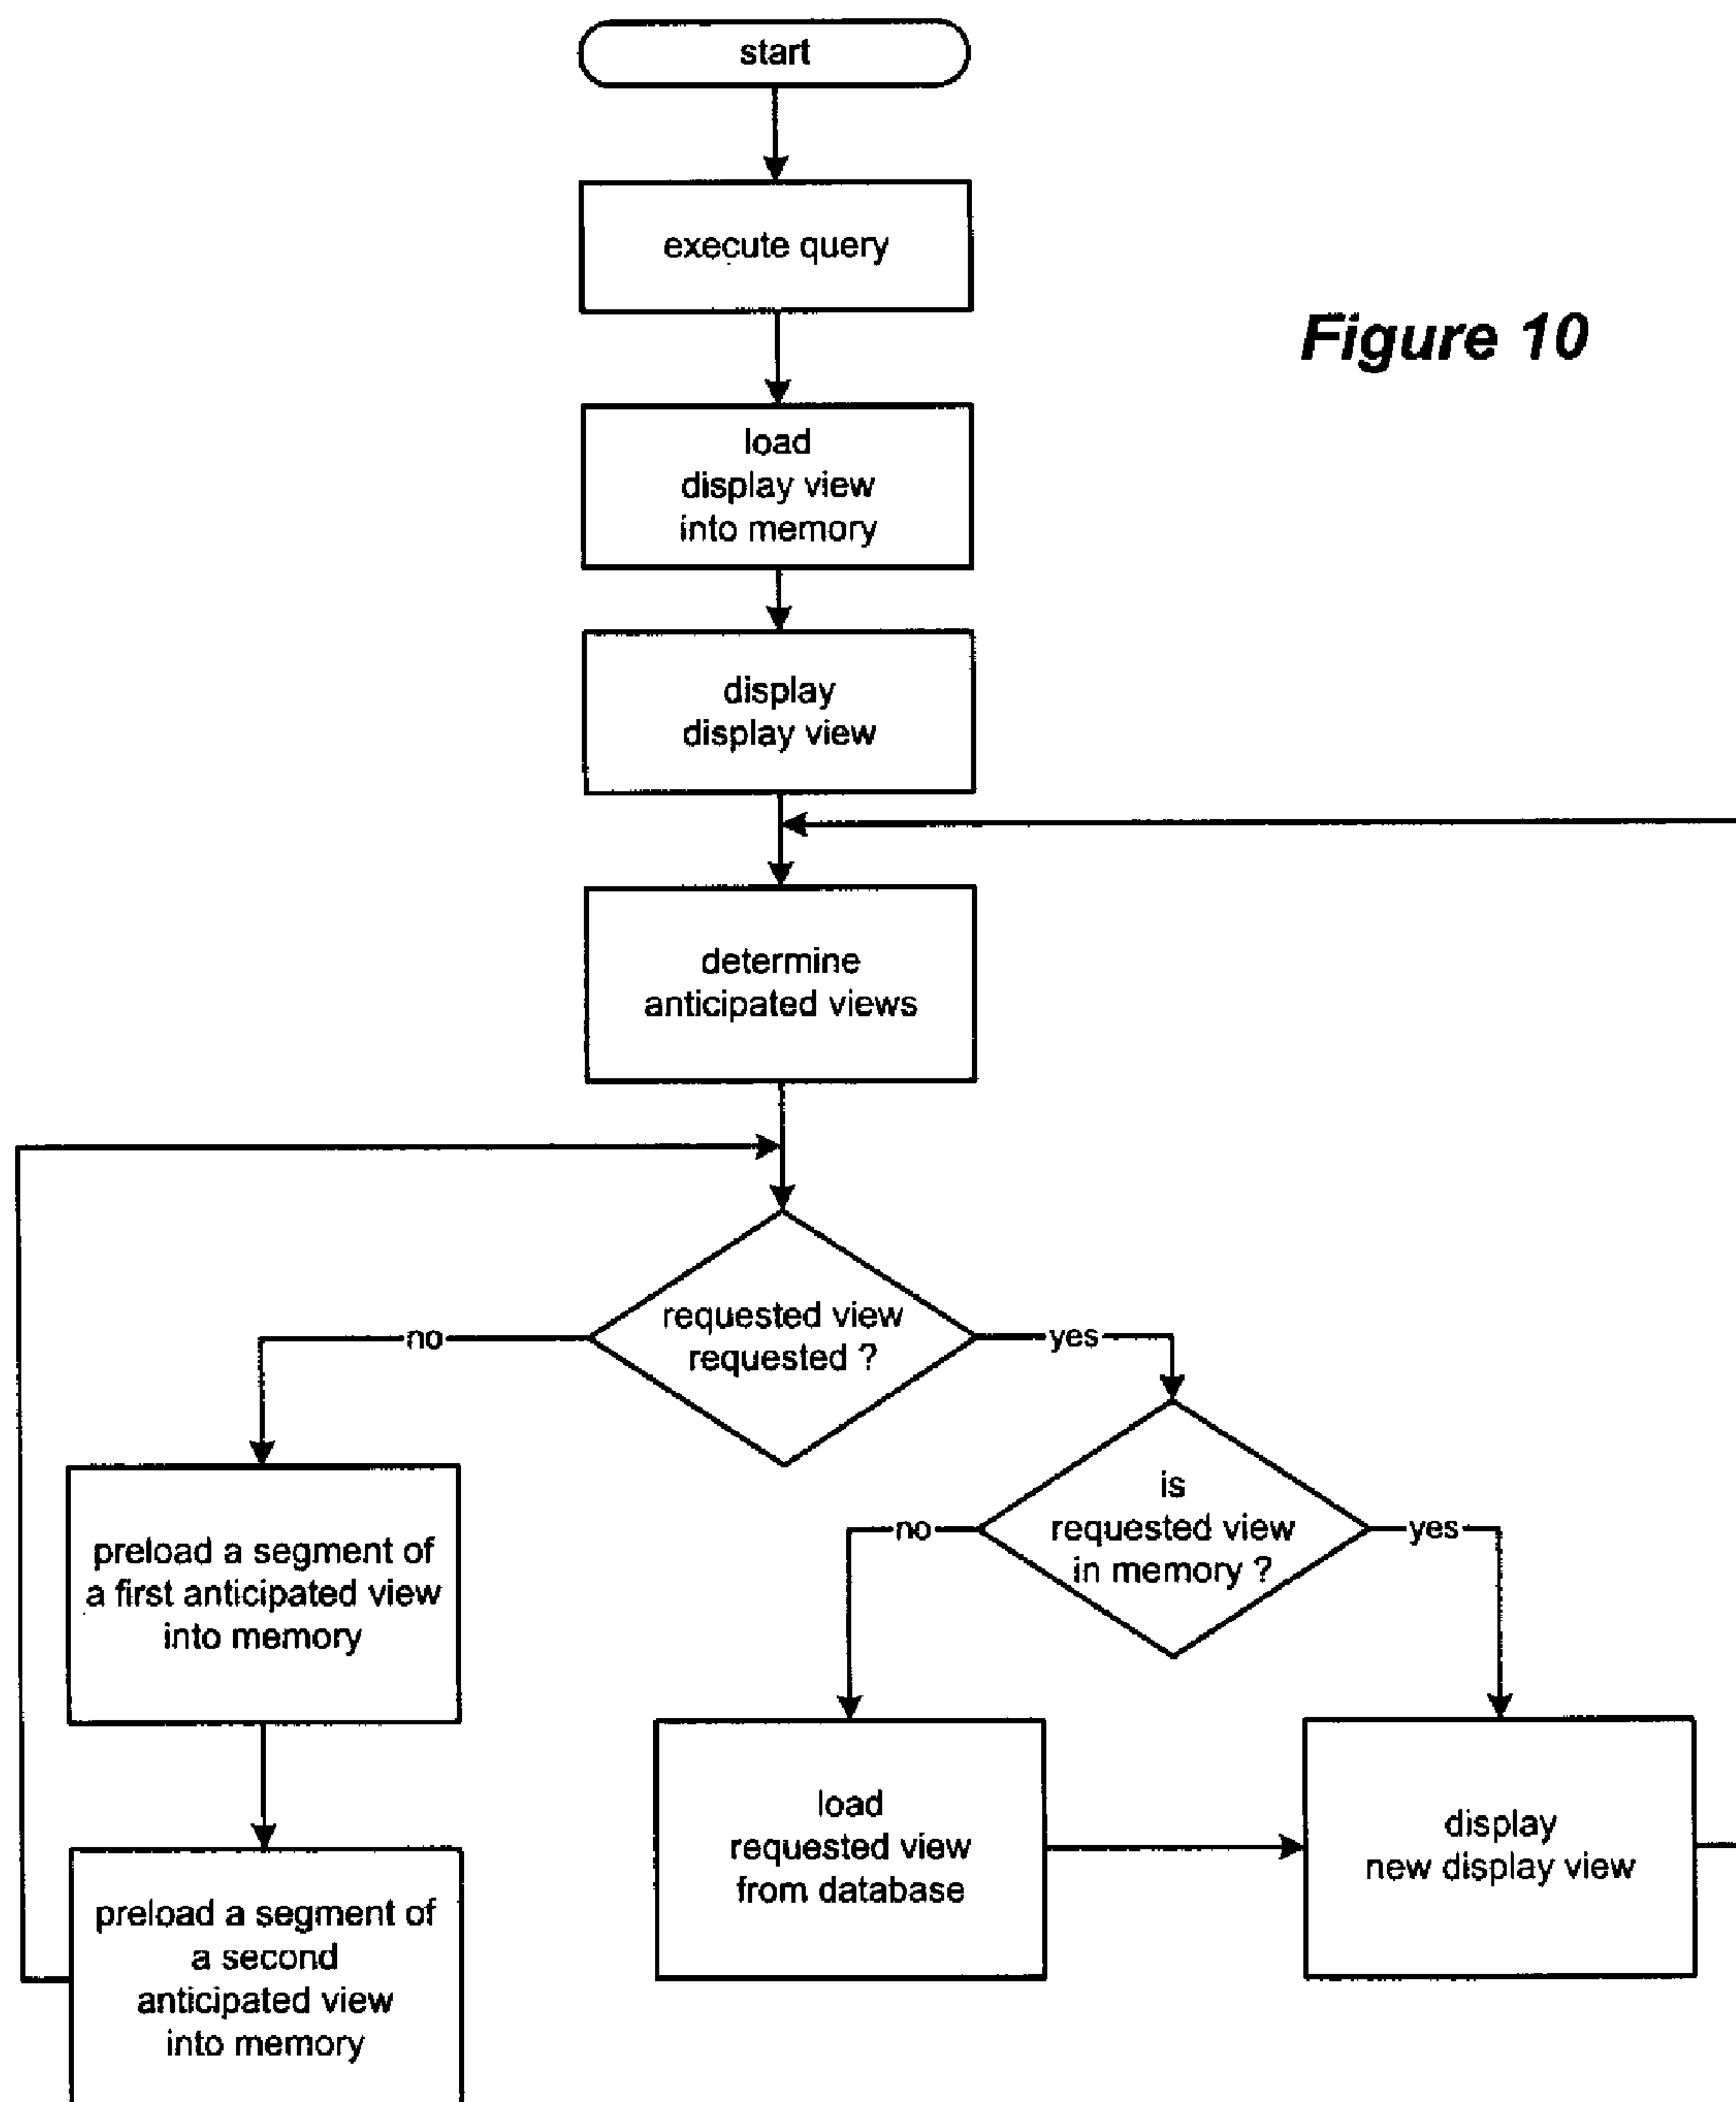 start
execute query
Figure 10
load
display view
into memory
display
display view
determine
anticipated views
requested view
requested ?
no
yes
is
requested view
in memory ?
no
yes
preload a segment of
a first anticipated view
into memory
load
requested view
from database
display
new display view
preload a segment of
a second
anticipated view
into memory